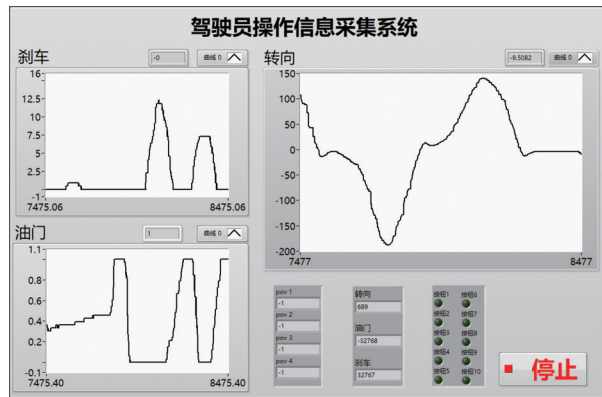 驾驶员操作信息采集系统
刹车
-0
曲线 0
16
12.5
10
7.5
5
2.5
-1
7475.06
8475.06
油门
1
曲线 0
1.1
0.8
0.6
0.4
0.2
-0.1
7475.40
8475.40
转向
-9.5082
曲线 0
150
100
50
0
-50
-100
-150
-200
7477
8477
pov 1
-1
pov 2
-1
pov 3
-1
pov 4
-1
转向
689
油门
-32768
刹车
32767
按钮1 按钮6
按钮2 按钮7
按钮3 按钮8
按钮4 按钮9
按钮5 按钮10
停止